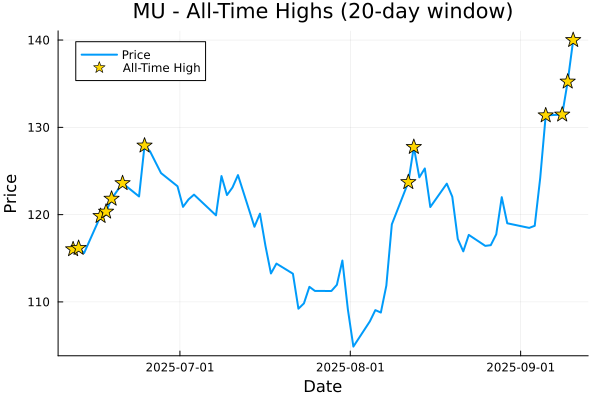 MU - All-Time Highs (20-day window)
140
130
120
110
Price
Price
All-Time High
2025-07-01
2025-08-01
2025-09-01
Date